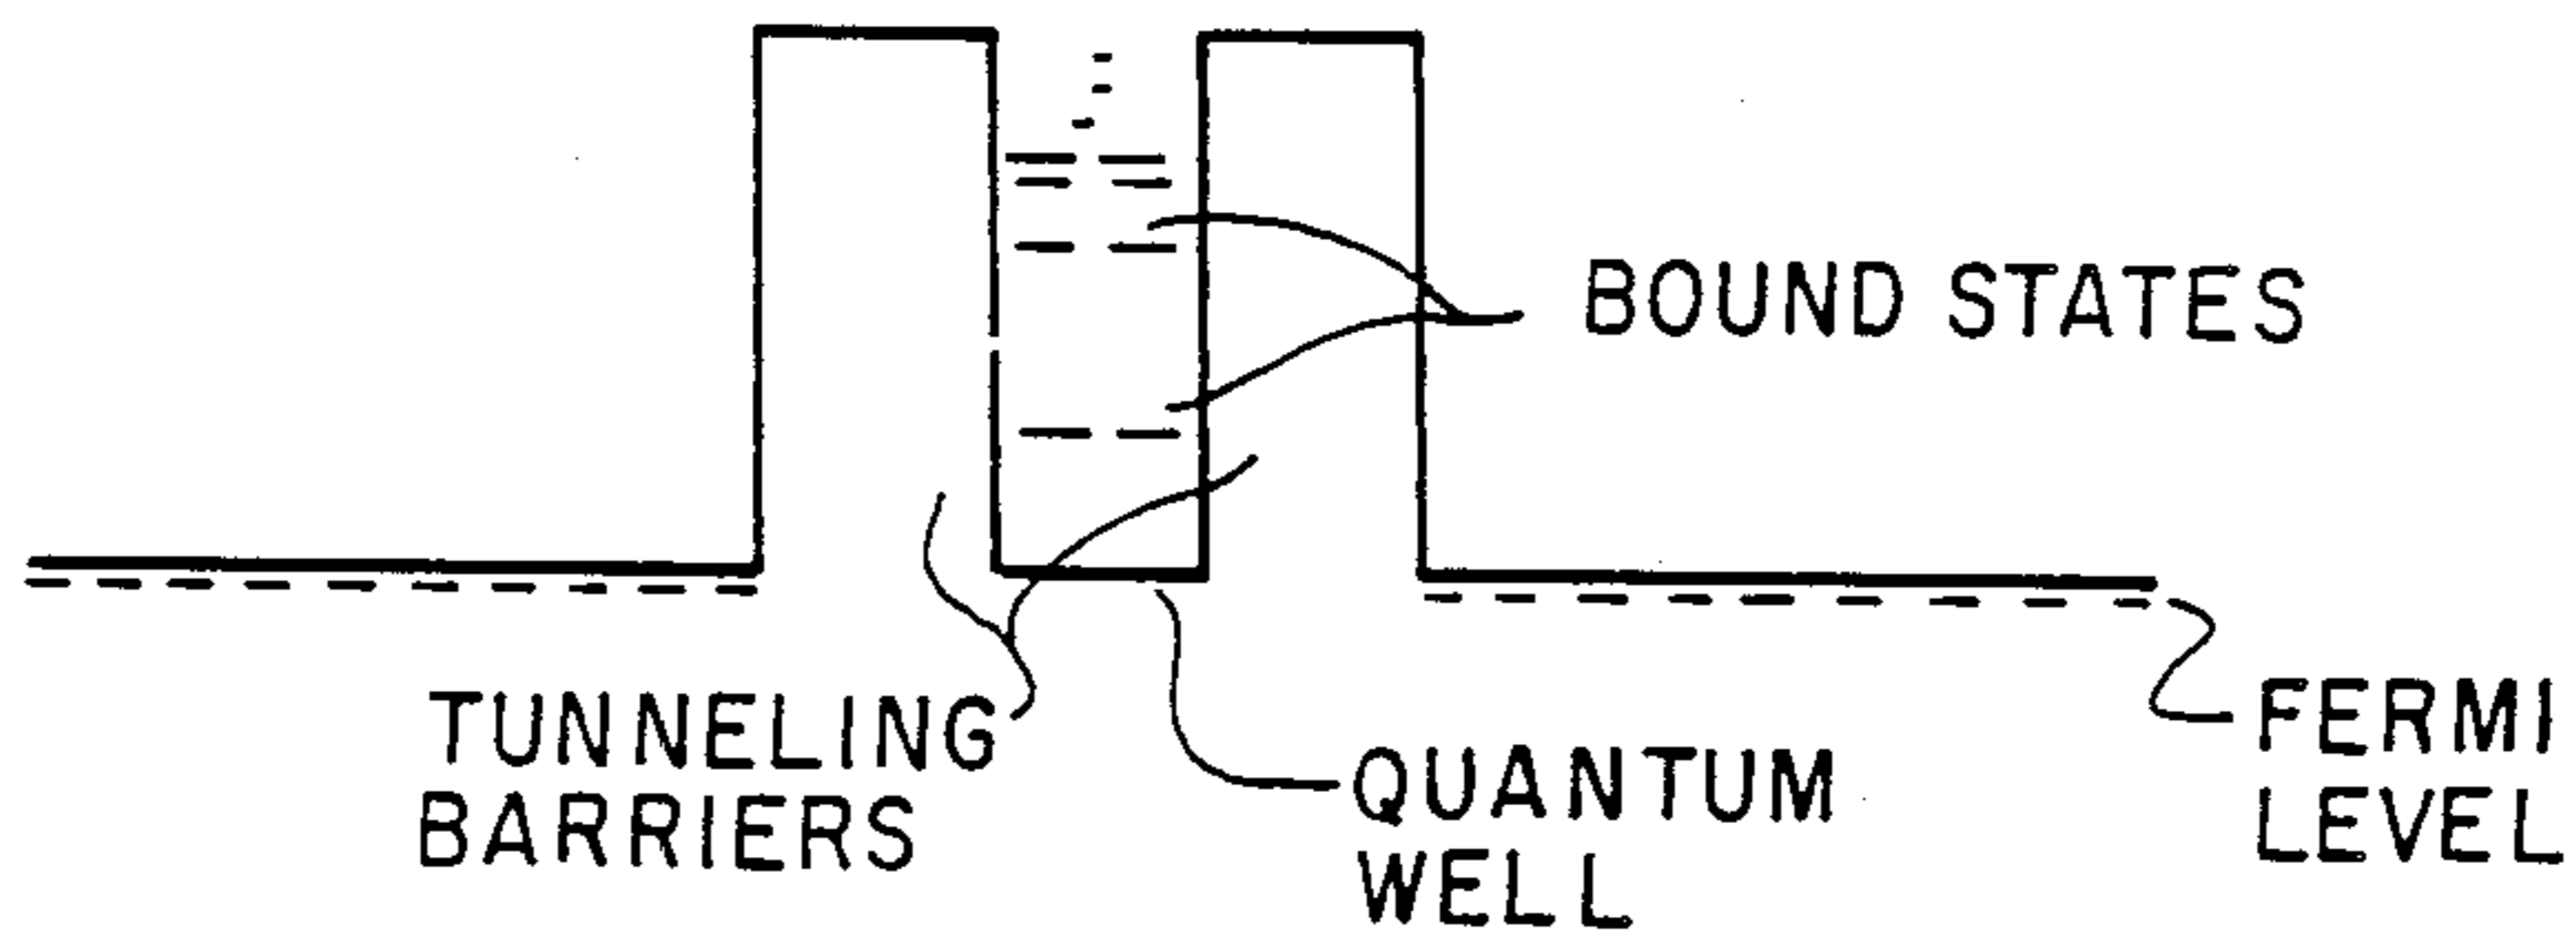 BOUND STATES
TUNNELING
BARRIERS
QUANTUM
WELL
FERMI
LEVEL